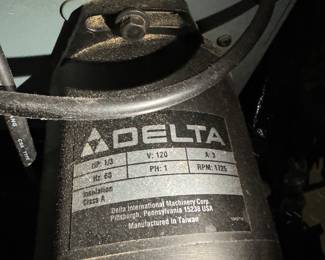 DELTA
HP: 1/3 V: 120 A: 3
Hz: 60 PH: 1 RPM: 1725
Insulation
Class A
Delta International Machinery Corp.
Pittsburgh, Pennsylvania 15238 USA
Manufactured in Taiwan